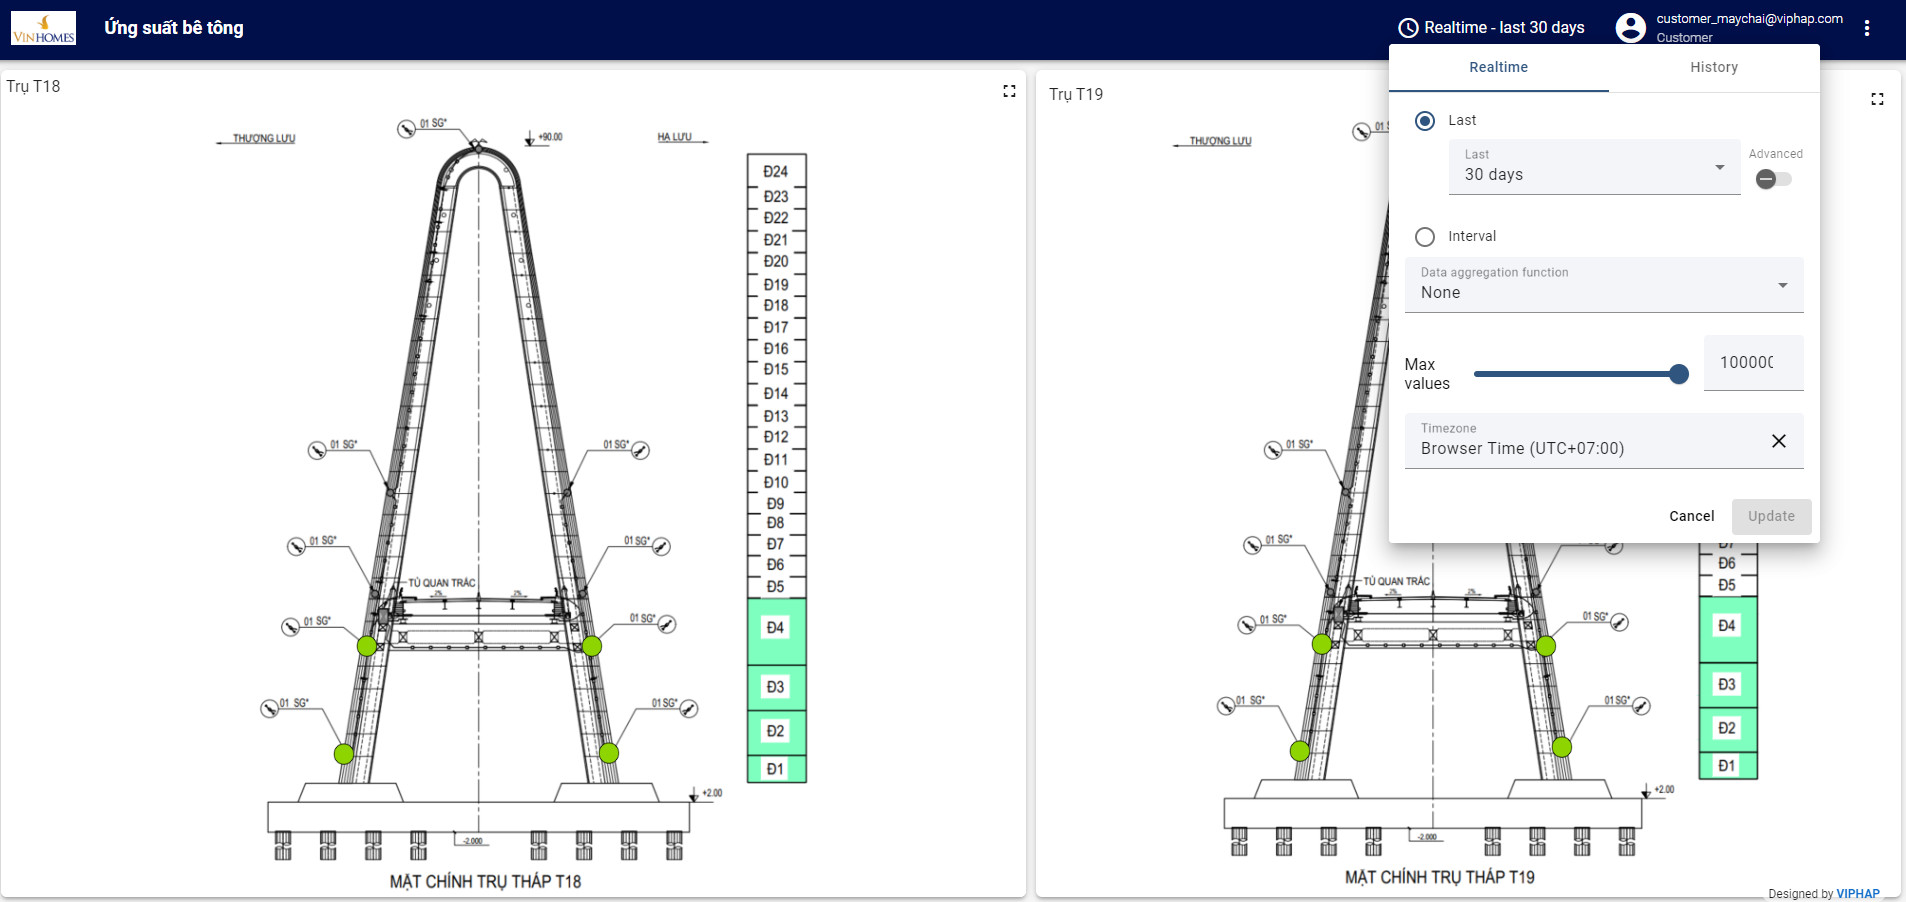 VINHOMES
Ứng suất bê tông
Realtime - last 30 days
customer_maychai@viphap.com
Customer
Trụ T18
THƯỢNG LƯU
01 SG*
+90.00
HẠ LƯU
Đ24
Đ23
Đ22
Đ21
Đ20
Đ19
Đ18
Đ17
Đ16
Đ15
Đ14
Đ13
Đ12
Đ11
Đ10
Đ9
Đ8
Đ7
Đ6
Đ5
Đ4
Đ3
Đ2
Đ1
01 SG*
01 SG*
01 SG*
01 SG*
TỦ QUAN TRẮC
2%
2%
01 SG*
01 SG*
01 SG*
01 SG*
+2.00
-2.000
MẶT CHÍNH TRỤ THÁP T18
Trụ T19
THƯỢNG LƯU
01
01 SG*
01 SG*
TỦ QUAN TRẮC
2%
2%
01 SG*
01 SG*
01 SG*
01 SG*
Đ7
Đ6
Đ5
Đ4
Đ3
Đ2
Đ1
+2.00
-2.000
MẶT CHÍNH TRỤ THÁP T19
Realtime
History
Last
Last
30 days
Advanced
Interval
Data aggregation function
None
Max
values
100000
Timezone
Browser Time (UTC+07:00)
Cancel
Update
Designed by VIPHAP